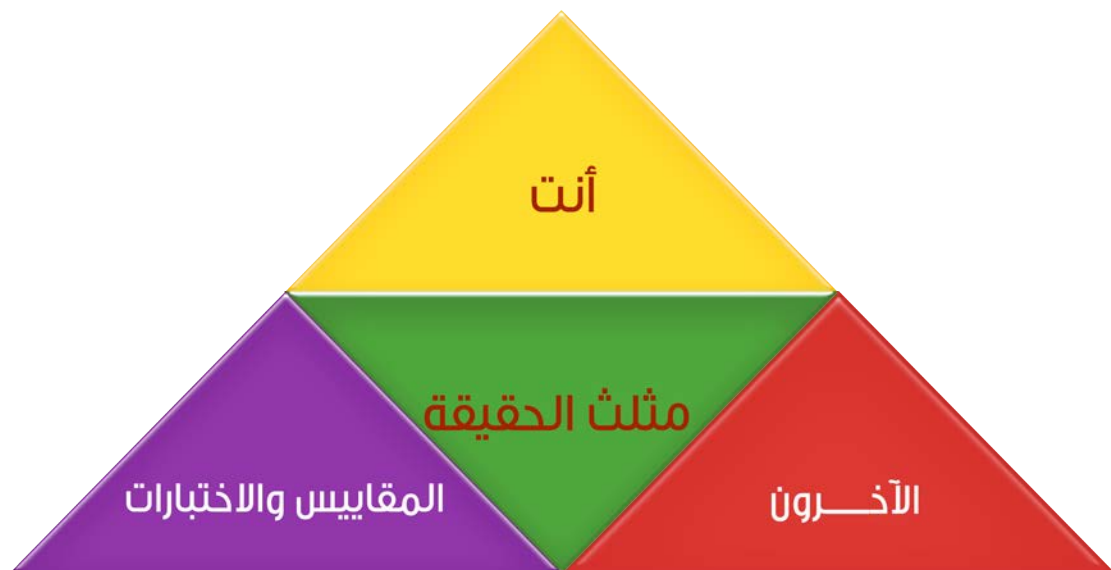 أنت
مثلث الحقيقة
الآخـــرون
المقاييس والاختبارات